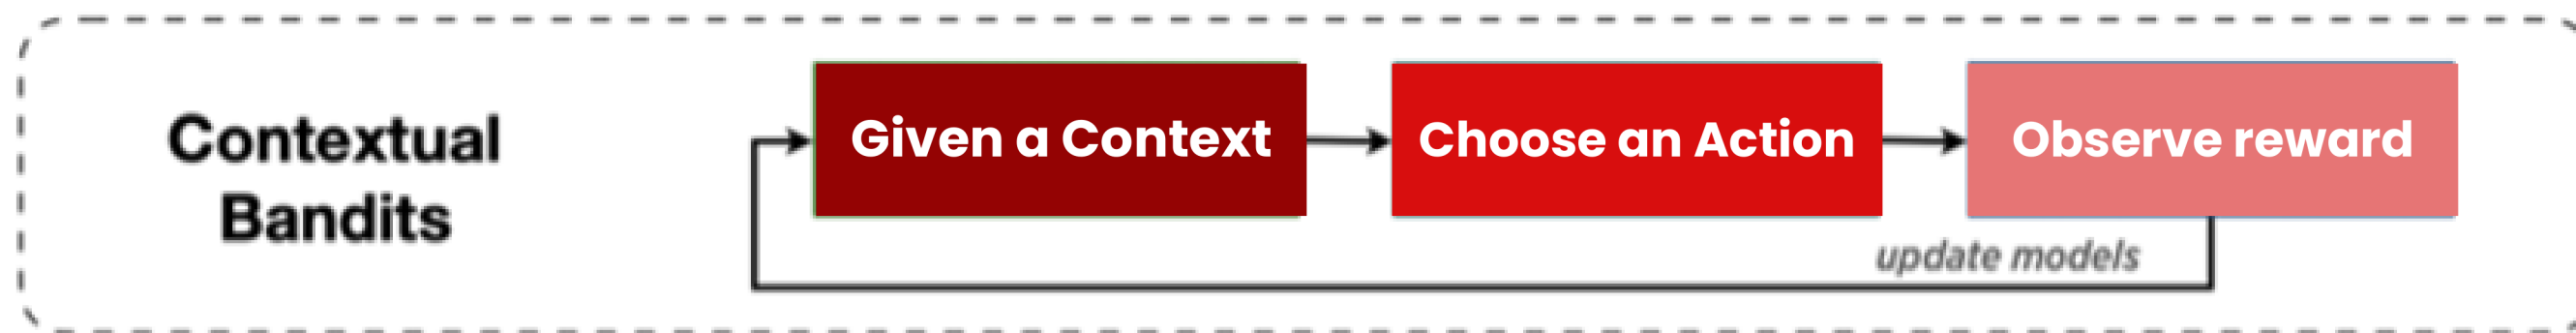 Contextual
Bandits
Given a Context
Choose an Action
Observe reward
update models